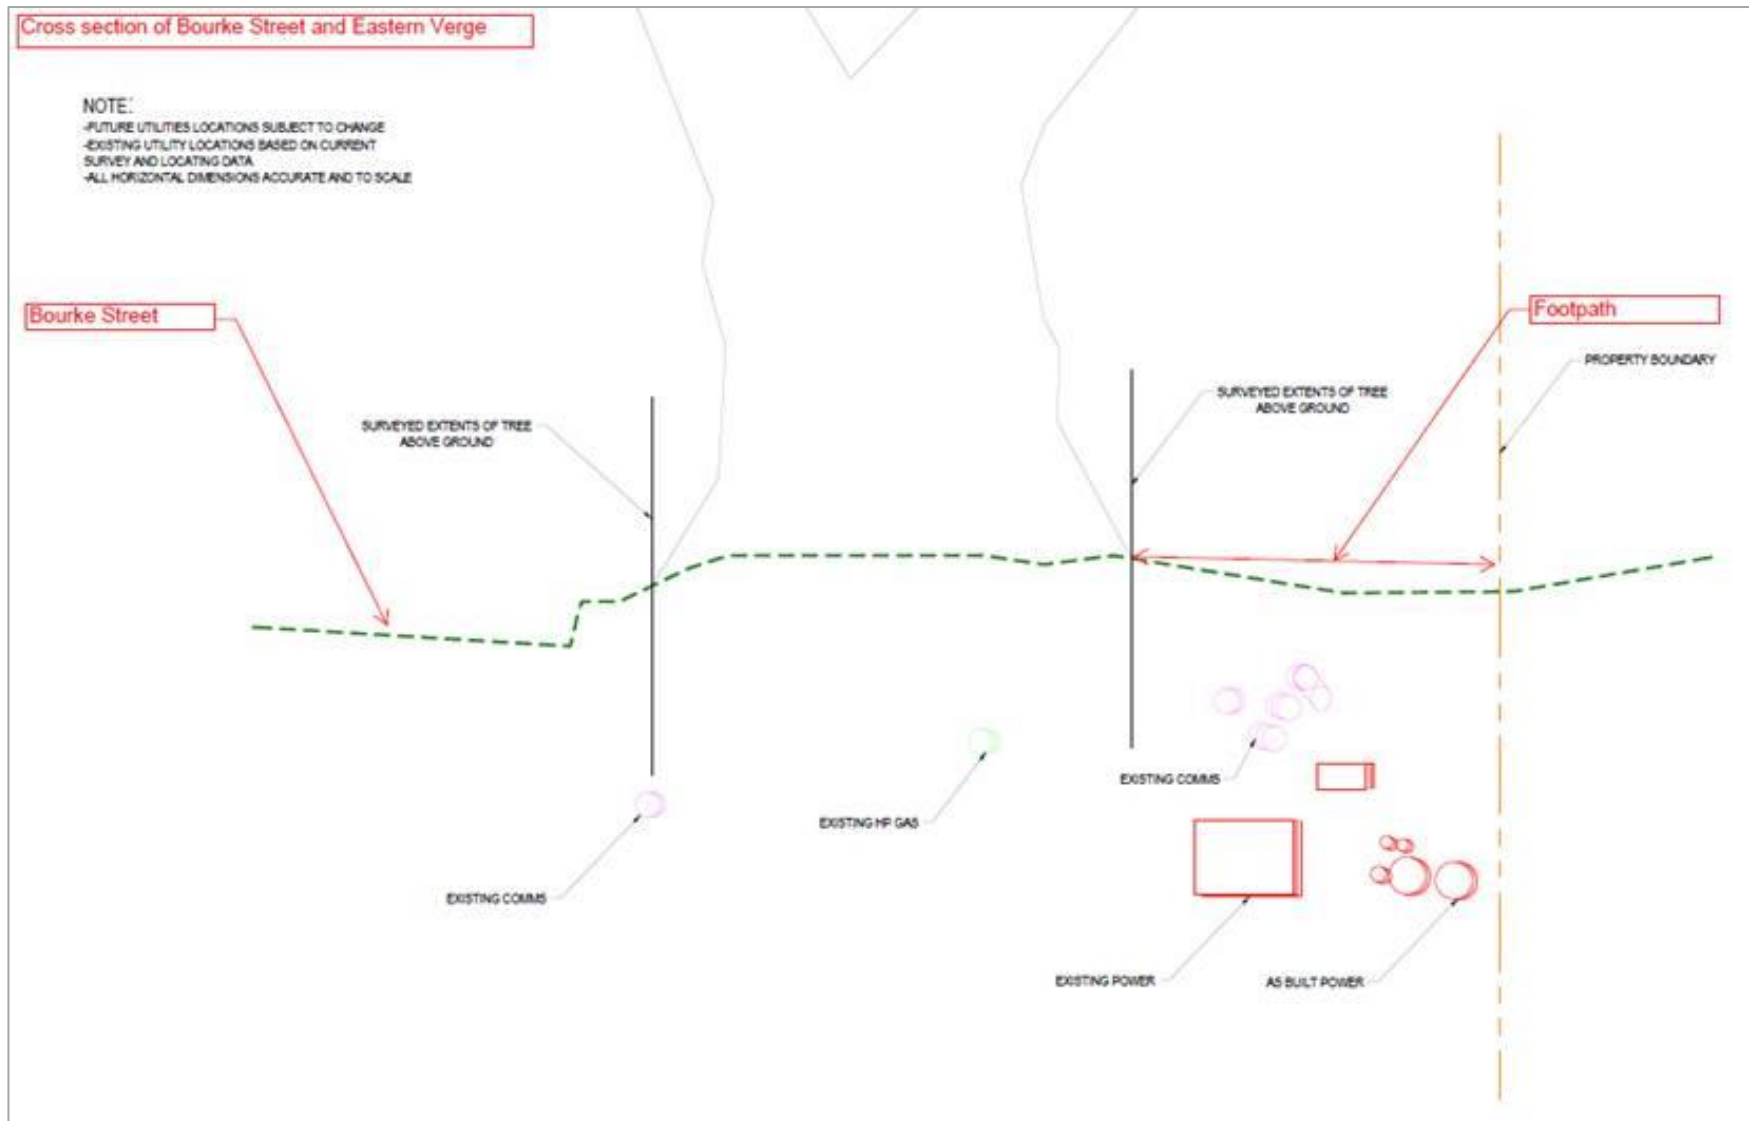 Cross section of Bourke Street and Eastern Verge
NOTE:
-FUTURE UTILITIES LOCATIONS SUBJECT TO CHANGE
-EXISTING UTILITY LOCATIONS BASED ON CURRENT
SURVEY AND LOCATING DATA
-ALL HORIZONTAL DIMENSIONS ACCURATE AND TO SCALE
Bourke Street
Footpath
PROPERTY BOUNDARY
SURVEYED EXTENTS OF TREE
ABOVE GROUND
SURVEYED EXTENTS OF TREE
ABOVE GROUND
EXISTING COMMS
EXISTING HP GAS
EXISTING COMMS
EXISTING POWER
AS BUILT POWER